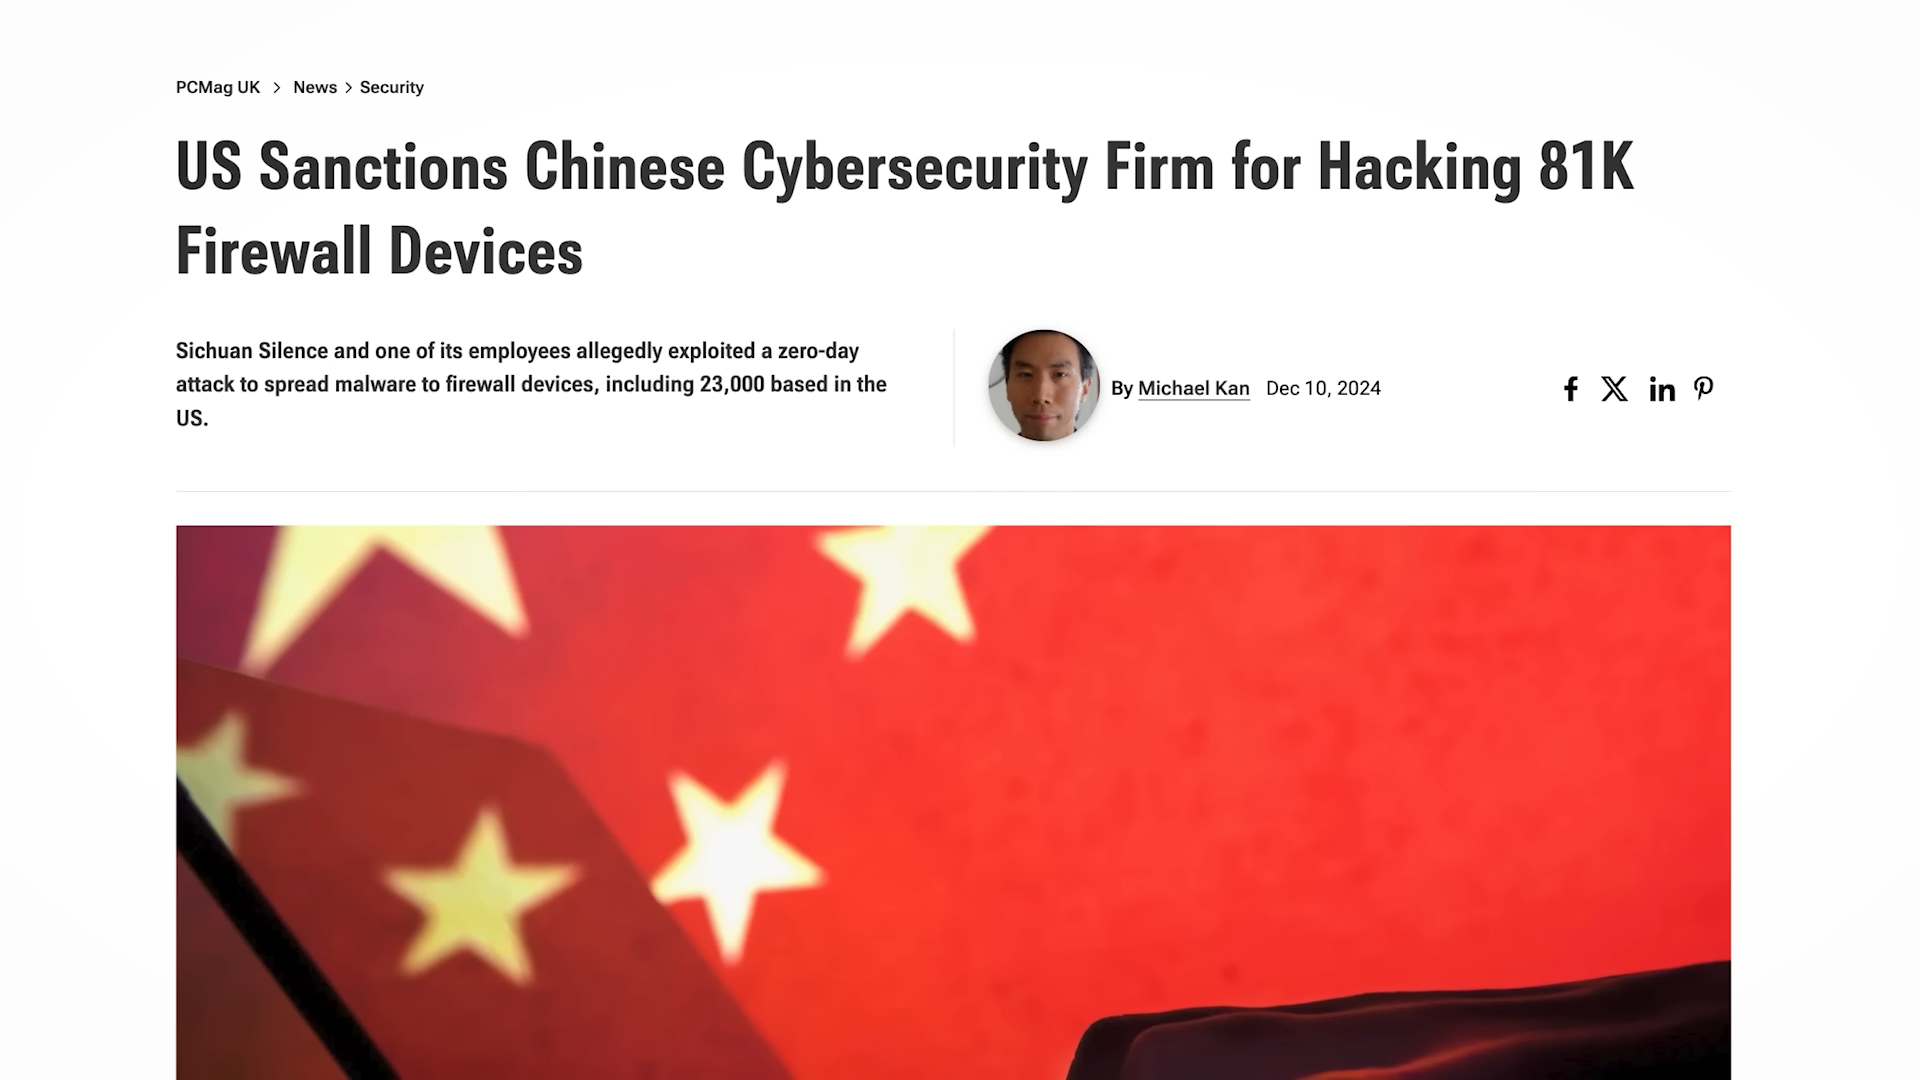 PCMag UK > News > Security
US Sanctions Chinese Cybersecurity Firm for Hacking 81K
Firewall Devices
Sichuan Silence and one of its employees allegedly exploited a zero-day
attack to spread malware to firewall devices, including 23,000 based in the
US.
By Michael Kan Dec 10, 2024